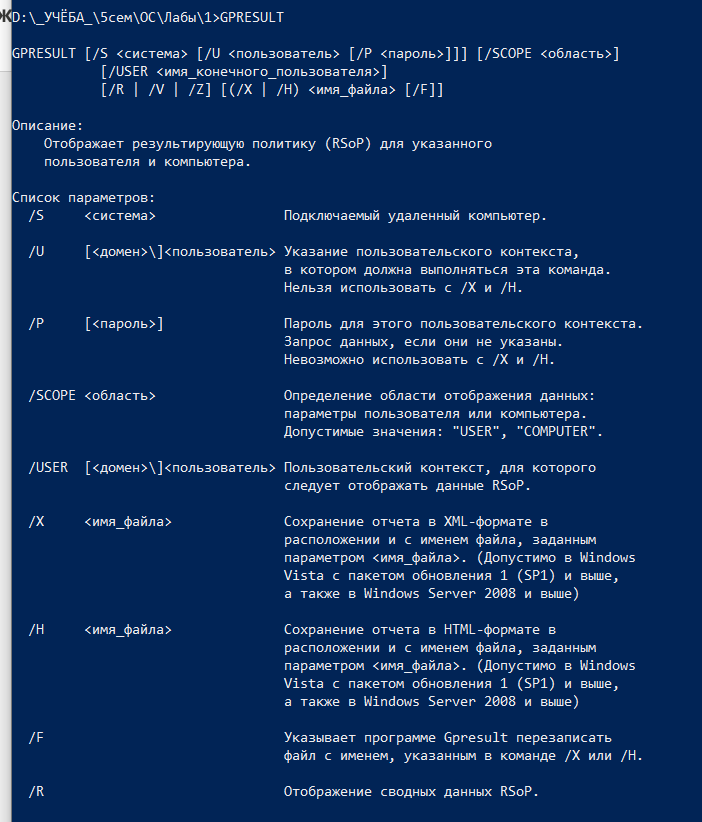 D:\_УЧЁБА_\5сем\ОС\Лабы\1>GPRESULT
GPRESULT [/S <система> [/U <пользователь> [/P <пароль>]]] [/SCOPE <область>]
[/USER <имя_конечного_пользователя>]
[/R | /V | /Z] [(/X | /H) <имя_файла> [/F]]
Описание:
Отображает результирующую политику (RSoP) для указанного
пользователя и компьютера.
Список параметров:
/S <система> Подключаемый удаленный компьютер.
/U [<домен>\]<пользователь> Указание пользовательского контекста,
в котором должна выполняться эта команда.
Нельзя использовать с /X и /H.
/P [<пароль>] Пароль для этого пользовательского контекста.
Запрос данных, если они не указаны.
Невозможно использовать с /X и /H.
/SCOPE <область> Определение области отображения данных:
параметры пользователя или компьютера.
Допустимые значения: "USER", "COMPUTER".
/USER [<домен>\]<пользователь> Пользовательский контекст, для которого
следует отображать данные RSoP.
/X <имя_файла> Сохранение отчета в XML-формате в
расположении и с именем файла, заданным
параметром <имя_файла>. (Допустимо в Windows
Vista с пакетом обновления 1 (SP1) и выше,
а также в Windows Server 2008 и выше)
/H <имя_файла> Сохранение отчета в HTML-формате в
расположении и с именем файла, заданным
параметром <имя_файла>. (Допустимо в Windows
Vista с пакетом обновления 1 (SP1) и выше,
а также в Windows Server 2008 и выше)
/F Указывает программе Gpresult перезаписать
файл с именем, указанным в команде /X или /H.
/R Отображение сводных данных RSoP.